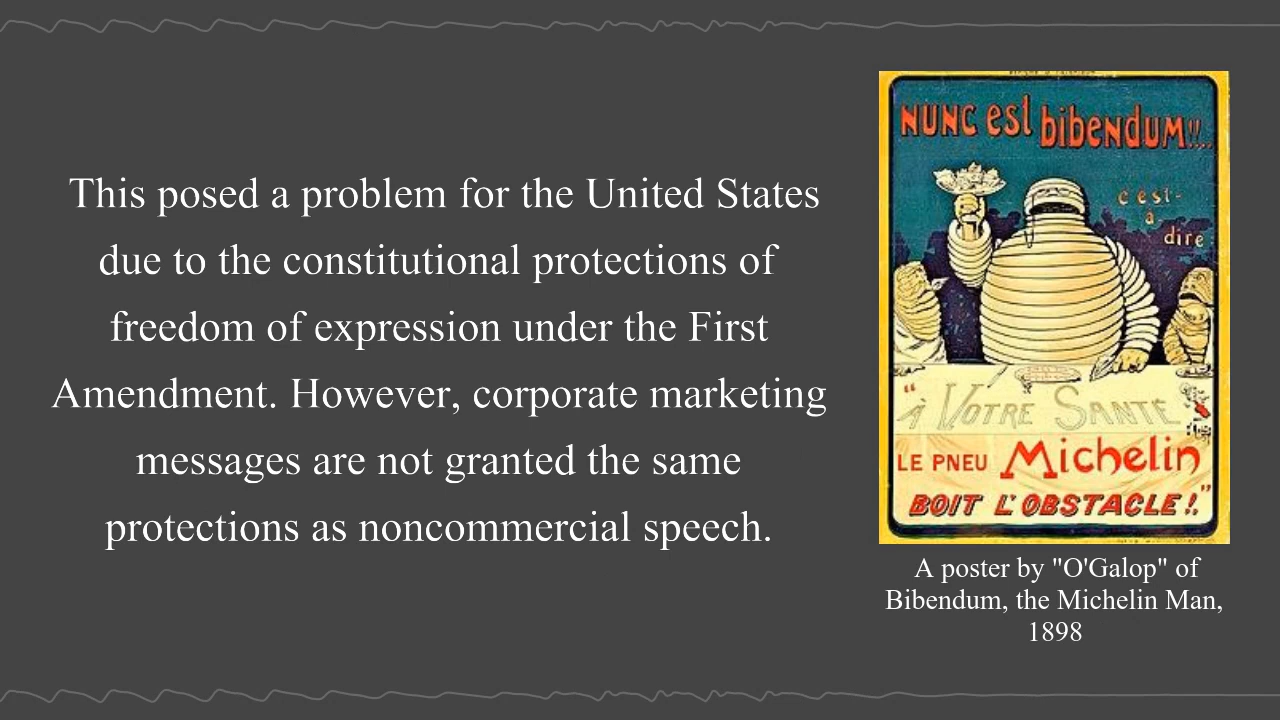 This posed a problem for the United States
due to the constitutional protections of
freedom of expression under the First
Amendment. However, corporate marketing
messages are not granted the same
protections as noncommercial speech.
NUNC est bibendum!!.
c'est-
à
dire
"à VOTRE SANTÉ
LE PNEU Michelin"
BOIT L'OBSTACLE!.
A poster by "O'Galop" of
Bibendum, the Michelin Man,
1898